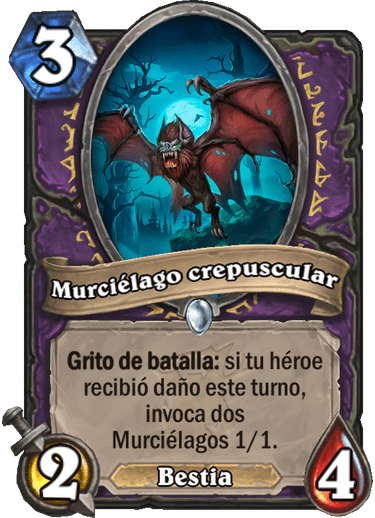 3
Murciélago crepuscular
Grito de batalla: si tu héroe
recibió daño este turno,
invoca dos
Murciélagos 1/1.
2
Bestia
4